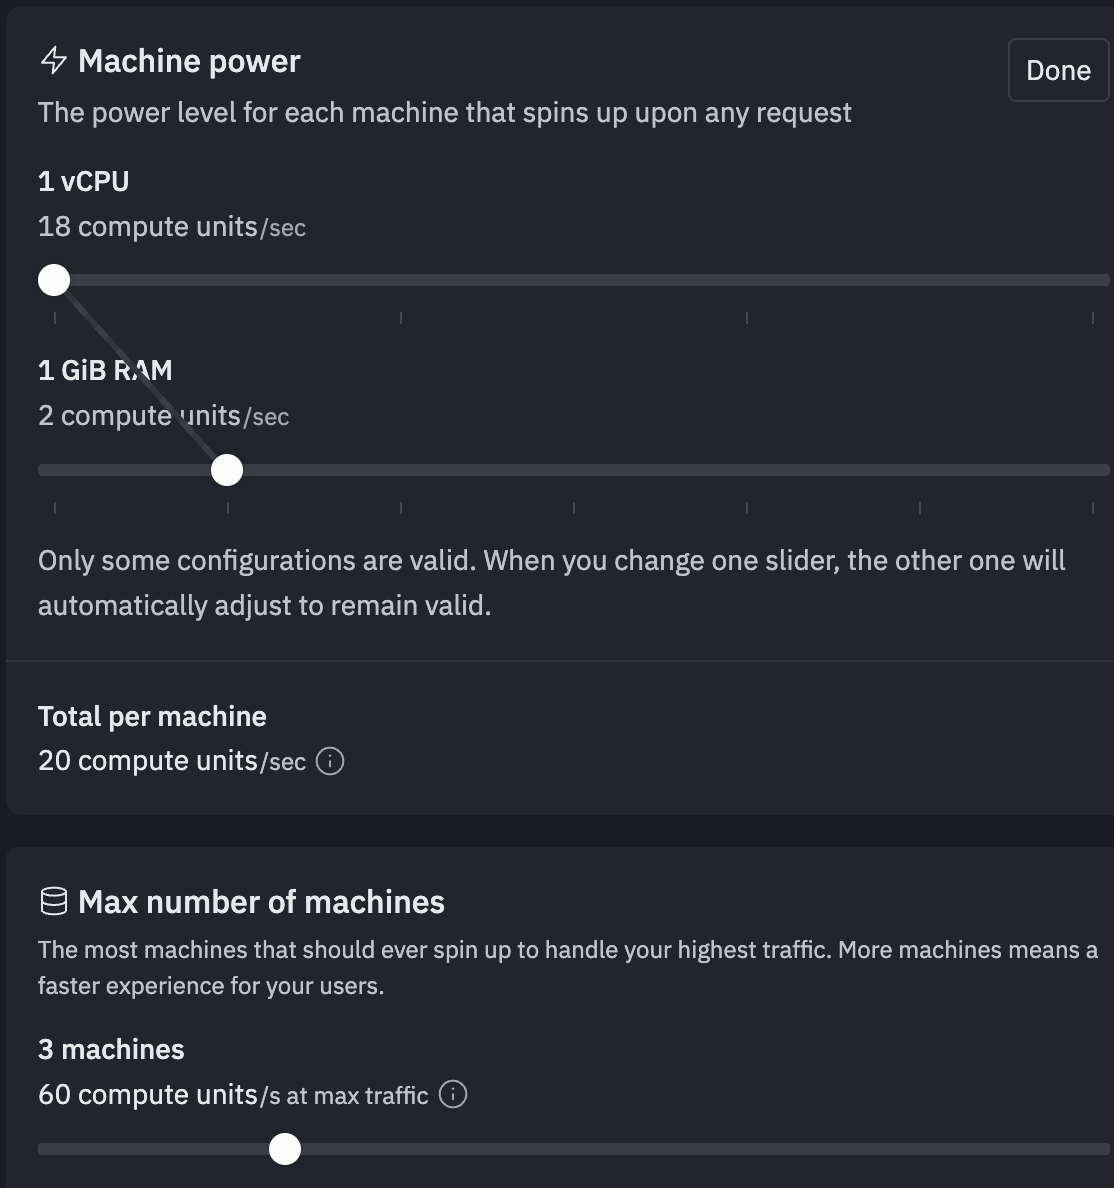 Machine power
Done
The power level for each machine that spins up upon any request
1 vCPU
18 compute units/sec
1 GiB RAM
2 compute units/sec
Only some configurations are valid. When you change one slider, the other one will
automatically adjust to remain valid.
Total per machine
20 compute units/sec
Max number of machines
The most machines that should ever spin up to handle your highest traffic. More machines means a
faster experience for your users.
3 machines
60 compute units/s at max traffic